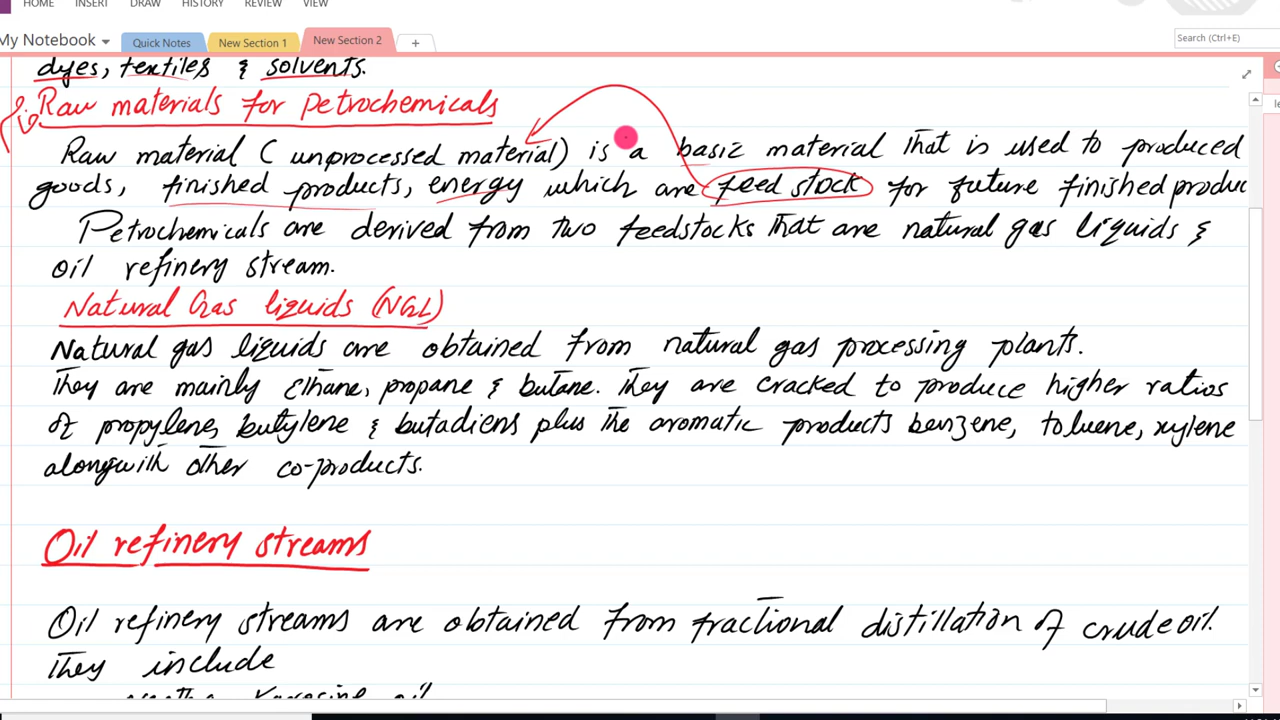 HOME INSERT DRAW HISTORY REVIEW VIEW
My Notebook Quick Notes New Section 1 New Section 2 +
Search (Ctrl+E)
dyes, textiles & solvents.
Raw materials for Petrochemicals
Raw material ( unprocessed material) is a basic material that is used to produced
goods, finished products, energy which are feed stock for future finished produc
Petrochemicals are derived from two feedstocks that are natural gas liquids &
oil refinery stream.
Natural Gas liquids (NGL)
Natural gas liquids are obtained from natural gas processing plants.
They are mainly Ethane, propane & butane. They are cracked to produce higher ratios
of propylene, butylene & butadiens plus the aromatic products benzene, toluene, xylene
alongwith other co-products.
Oil refinery streams
Oil refinery streams are obtained from fractional distillation of crude oil.
They include
oil